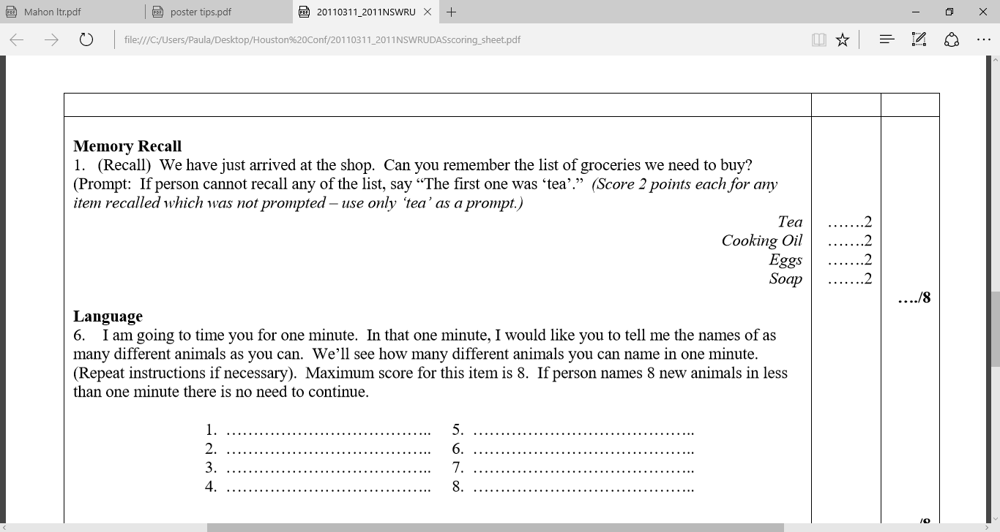 Mahon ltr.pdf
poster tips.pdf
20110311_2011NSWRU
file:///C:/Users/Paula/Desktop/Houston%20Conf/20110311_2011NSWRUDASscoring_sheet.pdf
Memory Recall
1. (Recall) We have just arrived at the shop. Can you remember the list of groceries we need to buy?
(Prompt: If person cannot recall any of the list, say “The first one was ‘tea’.” (Score 2 points each for any
item recalled which was not prompted – use only ‘tea’ as a prompt.)
Tea …….2
Cooking Oil …….2
Eggs …….2
Soap …….2
…./8
Language
6. I am going to time you for one minute. In that one minute, I would like you to tell me the names of as
many different animals as you can. We’ll see how many different animals you can name in one minute.
(Repeat instructions if necessary). Maximum score for this item is 8. If person names 8 new animals in less
than one minute there is no need to continue.
1. ……………………………….. 5. ………………………………...
2. ……………………………….. 6. ………………………………...
3. ……………………………….. 7. ………………………………...
4. ……………………………….. 8. ………………………………...